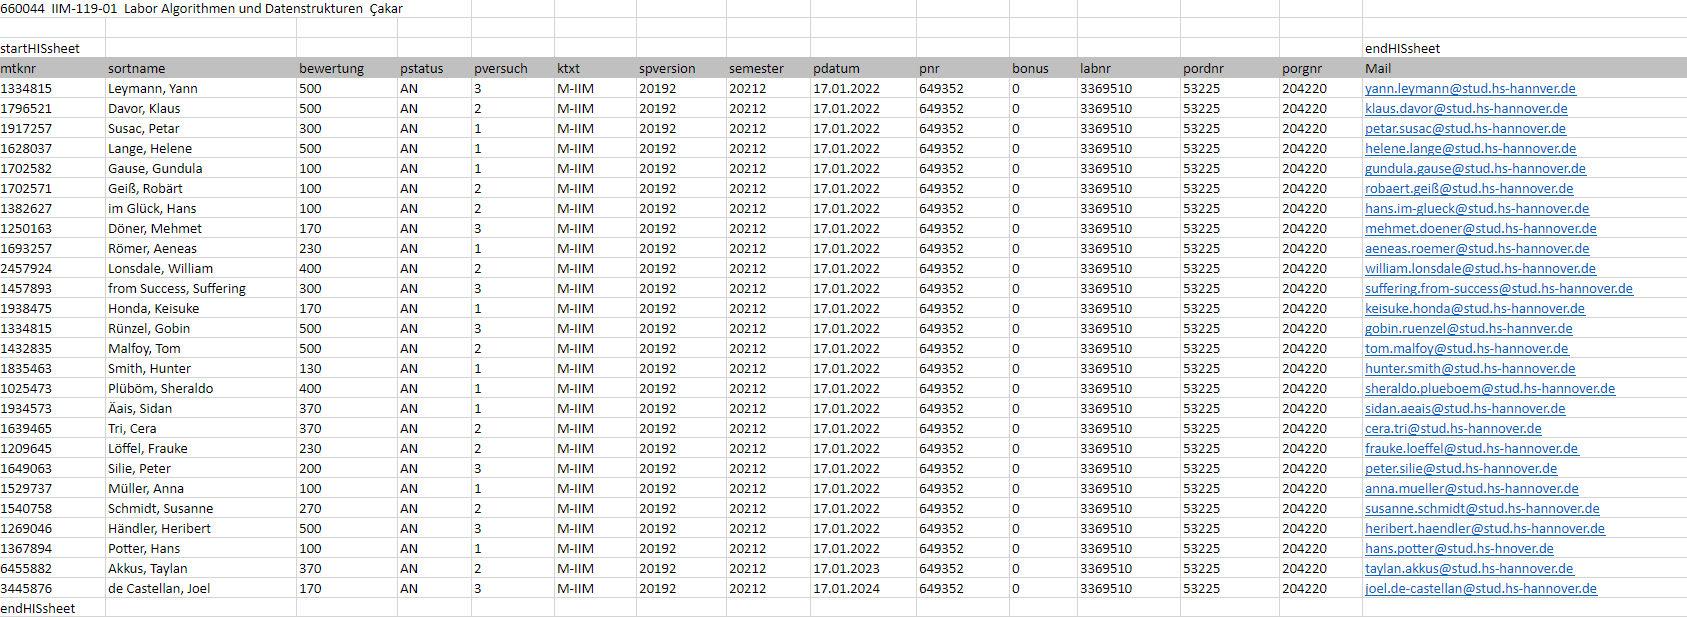 660044 IIM-119-01 Labor Algorithmen und Datenstrukturen Çakar
startHISsheet endHISsheet
mtknr sortname bewertung pstatus pversuch ktxt spversion semester pdatum pnr bonus labnr pordnr porgnr Mail
1334815 Leymann, Yann 500 AN 3 M-IIM 20192 20212 17.01.2022 649352 0 3369510 53225 204220 yann.leymann@stud.hs-hannver.de
1796521 Davor, Klaus 500 AN 2 M-IIM 20192 20212 17.01.2022 649352 0 3369510 53225 204220 klaus.davor@stud.hs-hannover.de
1917257 Susac, Petar 300 AN 1 M-IIM 20192 20212 17.01.2022 649352 0 3369510 53225 204220 petar.susac@stud.hs-hannover.de
1628037 Lange, Helene 500 AN 1 M-IIM 20192 20212 17.01.2022 649352 0 3369510 53225 204220 helene.lange@stud.hs-hannover.de
1702582 Gause, Gundula 100 AN 1 M-IIM 20192 20212 17.01.2022 649352 0 3369510 53225 204220 gundula.gause@stud.hs-hannover.de
1702571 Geiß, Robärt 100 AN 2 M-IIM 20192 20212 17.01.2022 649352 0 3369510 53225 204220 robaert.geiß@stud.hs-hannover.de
1382627 im Glück, Hans 100 AN 2 M-IIM 20192 20212 17.01.2022 649352 0 3369510 53225 204220 hans.im-glueck@stud.hs-hannover.de
1250163 Döner, Mehmet 170 AN 3 M-IIM 20192 20212 17.01.2022 649352 0 3369510 53225 204220 mehmet.doener@stud.hs-hannover.de
1693257 Römer, Aeneas 230 AN 1 M-IIM 20192 20212 17.01.2022 649352 0 3369510 53225 204220 aeneas.roemer@stud.hs-hannover.de
2457924 Lonsdale, William 400 AN 2 M-IIM 20192 20212 17.01.2022 649352 0 3369510 53225 204220 william.lonsdale@stud.hs-hannover.de
1457893 from Success, Suffering 300 AN 3 M-IIM 20192 20212 17.01.2022 649352 0 3369510 53225 204220 suffering.from-success@stud.hs-hannover.de
1938475 Honda, Keisuke 170 AN 1 M-IIM 20192 20212 17.01.2022 649352 0 3369510 53225 204220 keisuke.honda@stud.hs-hannover.de
1334815 Rünzel, Gobin 500 AN 3 M-IIM 20192 20212 17.01.2022 649352 0 3369510 53225 204220 gobin.ruenzel@stud.hs-hannver.de
1432835 Malfoy, Tom 500 AN 2 M-IIM 20192 20212 17.01.2022 649352 0 3369510 53225 204220 tom.malfoy@stud.hs-hannover.de
1835463 Smith, Hunter 130 AN 1 M-IIM 20192 20212 17.01.2022 649352 0 3369510 53225 204220 hunter.smith@stud.hs-hannover.de
1025473 Plüböm, Sheraldo 400 AN 1 M-IIM 20192 20212 17.01.2022 649352 0 3369510 53225 204220 sheraldo.plueboem@stud.hs-hannover.de
1934573 Äais, Sidan 370 AN 1 M-IIM 20192 20212 17.01.2022 649352 0 3369510 53225 204220 sidan.aeais@stud.hs-hannover.de
1639465 Tri, Cera 370 AN 2 M-IIM 20192 20212 17.01.2022 649352 0 3369510 53225 204220 cera.tri@stud.hs-hannover.de
1209645 Löffel, Frauke 230 AN 2 M-IIM 20192 20212 17.01.2022 649352 0 3369510 53225 204220 frauke.loeffel@stud.hs-hannover.de
1649063 Silie, Peter 200 AN 3 M-IIM 20192 20212 17.01.2022 649352 0 3369510 53225 204220 peter.silie@stud.hs-hannover.de
1529737 Müller, Anna 100 AN 1 M-IIM 20192 20212 17.01.2022 649352 0 3369510 53225 204220 anna.mueller@stud.hs-hannover.de
1540758 Schmidt, Susanne 270 AN 2 M-IIM 20192 20212 17.01.2022 649352 0 3369510 53225 204220 susanne.schmidt@stud.hs-hannover.de
1269046 Händler, Heribert 500 AN 3 M-IIM 20192 20212 17.01.2022 649352 0 3369510 53225 204220 heribert.haendler@stud.hs-hannover.de
1367894 Potter, Hans 100 AN 1 M-IIM 20192 20212 17.01.2022 649352 0 3369510 53225 204220 hans.potter@stud.hs-hnover.de
6455882 Akkus, Taylan 370 AN 2 M-IIM 20192 20212 17.01.2023 649352 0 3369510 53225 204220 taylan.akkus@stud.hs-hannover.de
3445876 de Castellan, Joel 170 AN 3 M-IIM 20192 20212 17.01.2024 649352 0 3369510 53225 204220 joel.de-castellan@stud.hs-hannover.de
endHISsheet